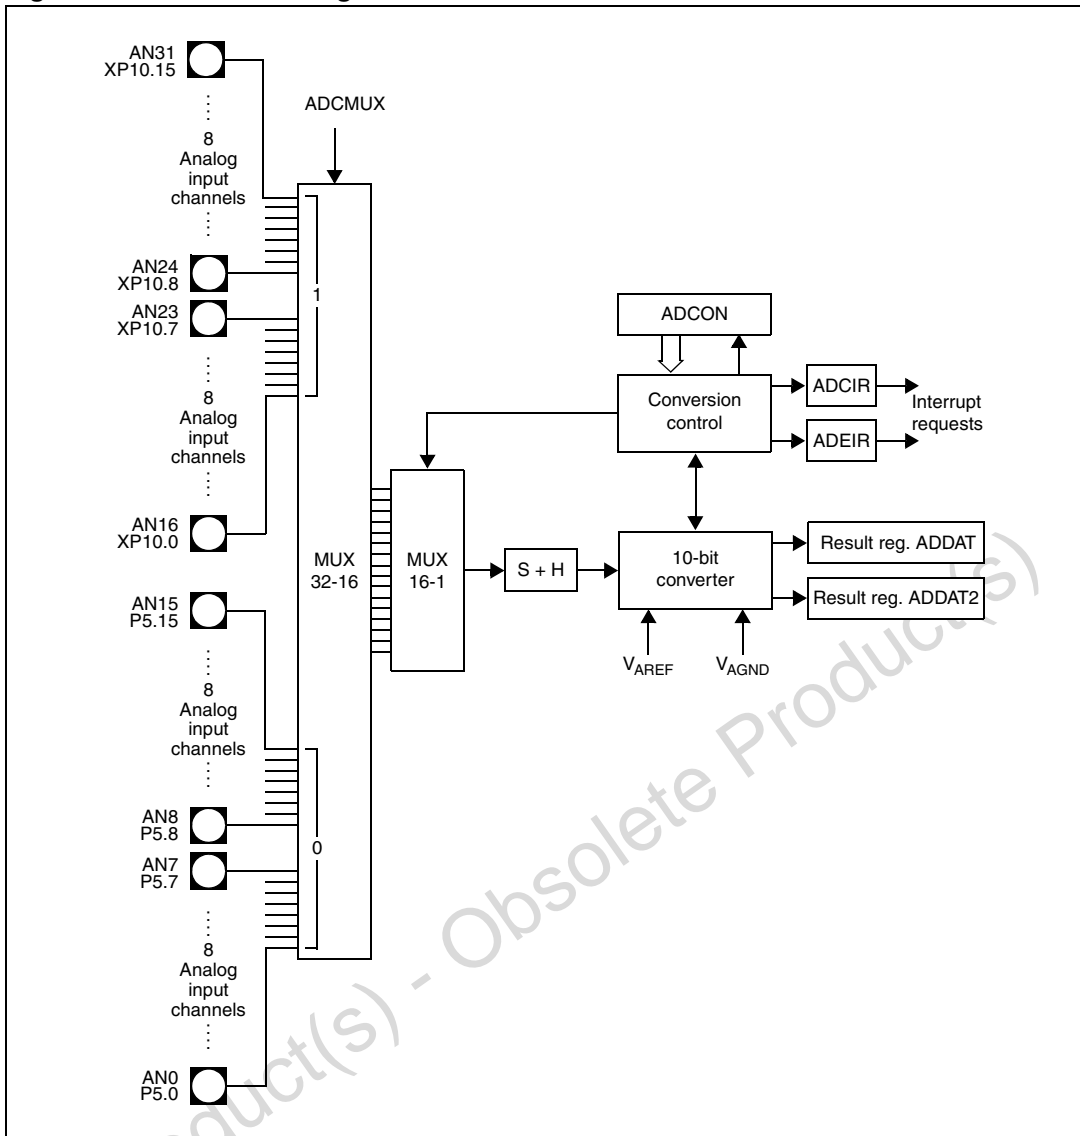 AN31
XP10.15
8
Analog
input
channels
AN24
XP10.8
AN23
XP10.7
8
Analog
input
channels
AN16
XP10.0
AN15
P5.15
8
Analog
input
channels
AN8
P5.8
AN7
P5.7
8
Analog
input
channels
AN0
P5.0
ADCMUX
1
0
MUX
32-16
MUX
16-1
S + H
ADCON
Conversion
control
ADCIR
ADEIR
Interrupt
requests
10-bit
converter
Result reg. ADDAT
Result reg. ADDAT2
VAREF
VAGND
oduct(s) - Obsolete Product(s)